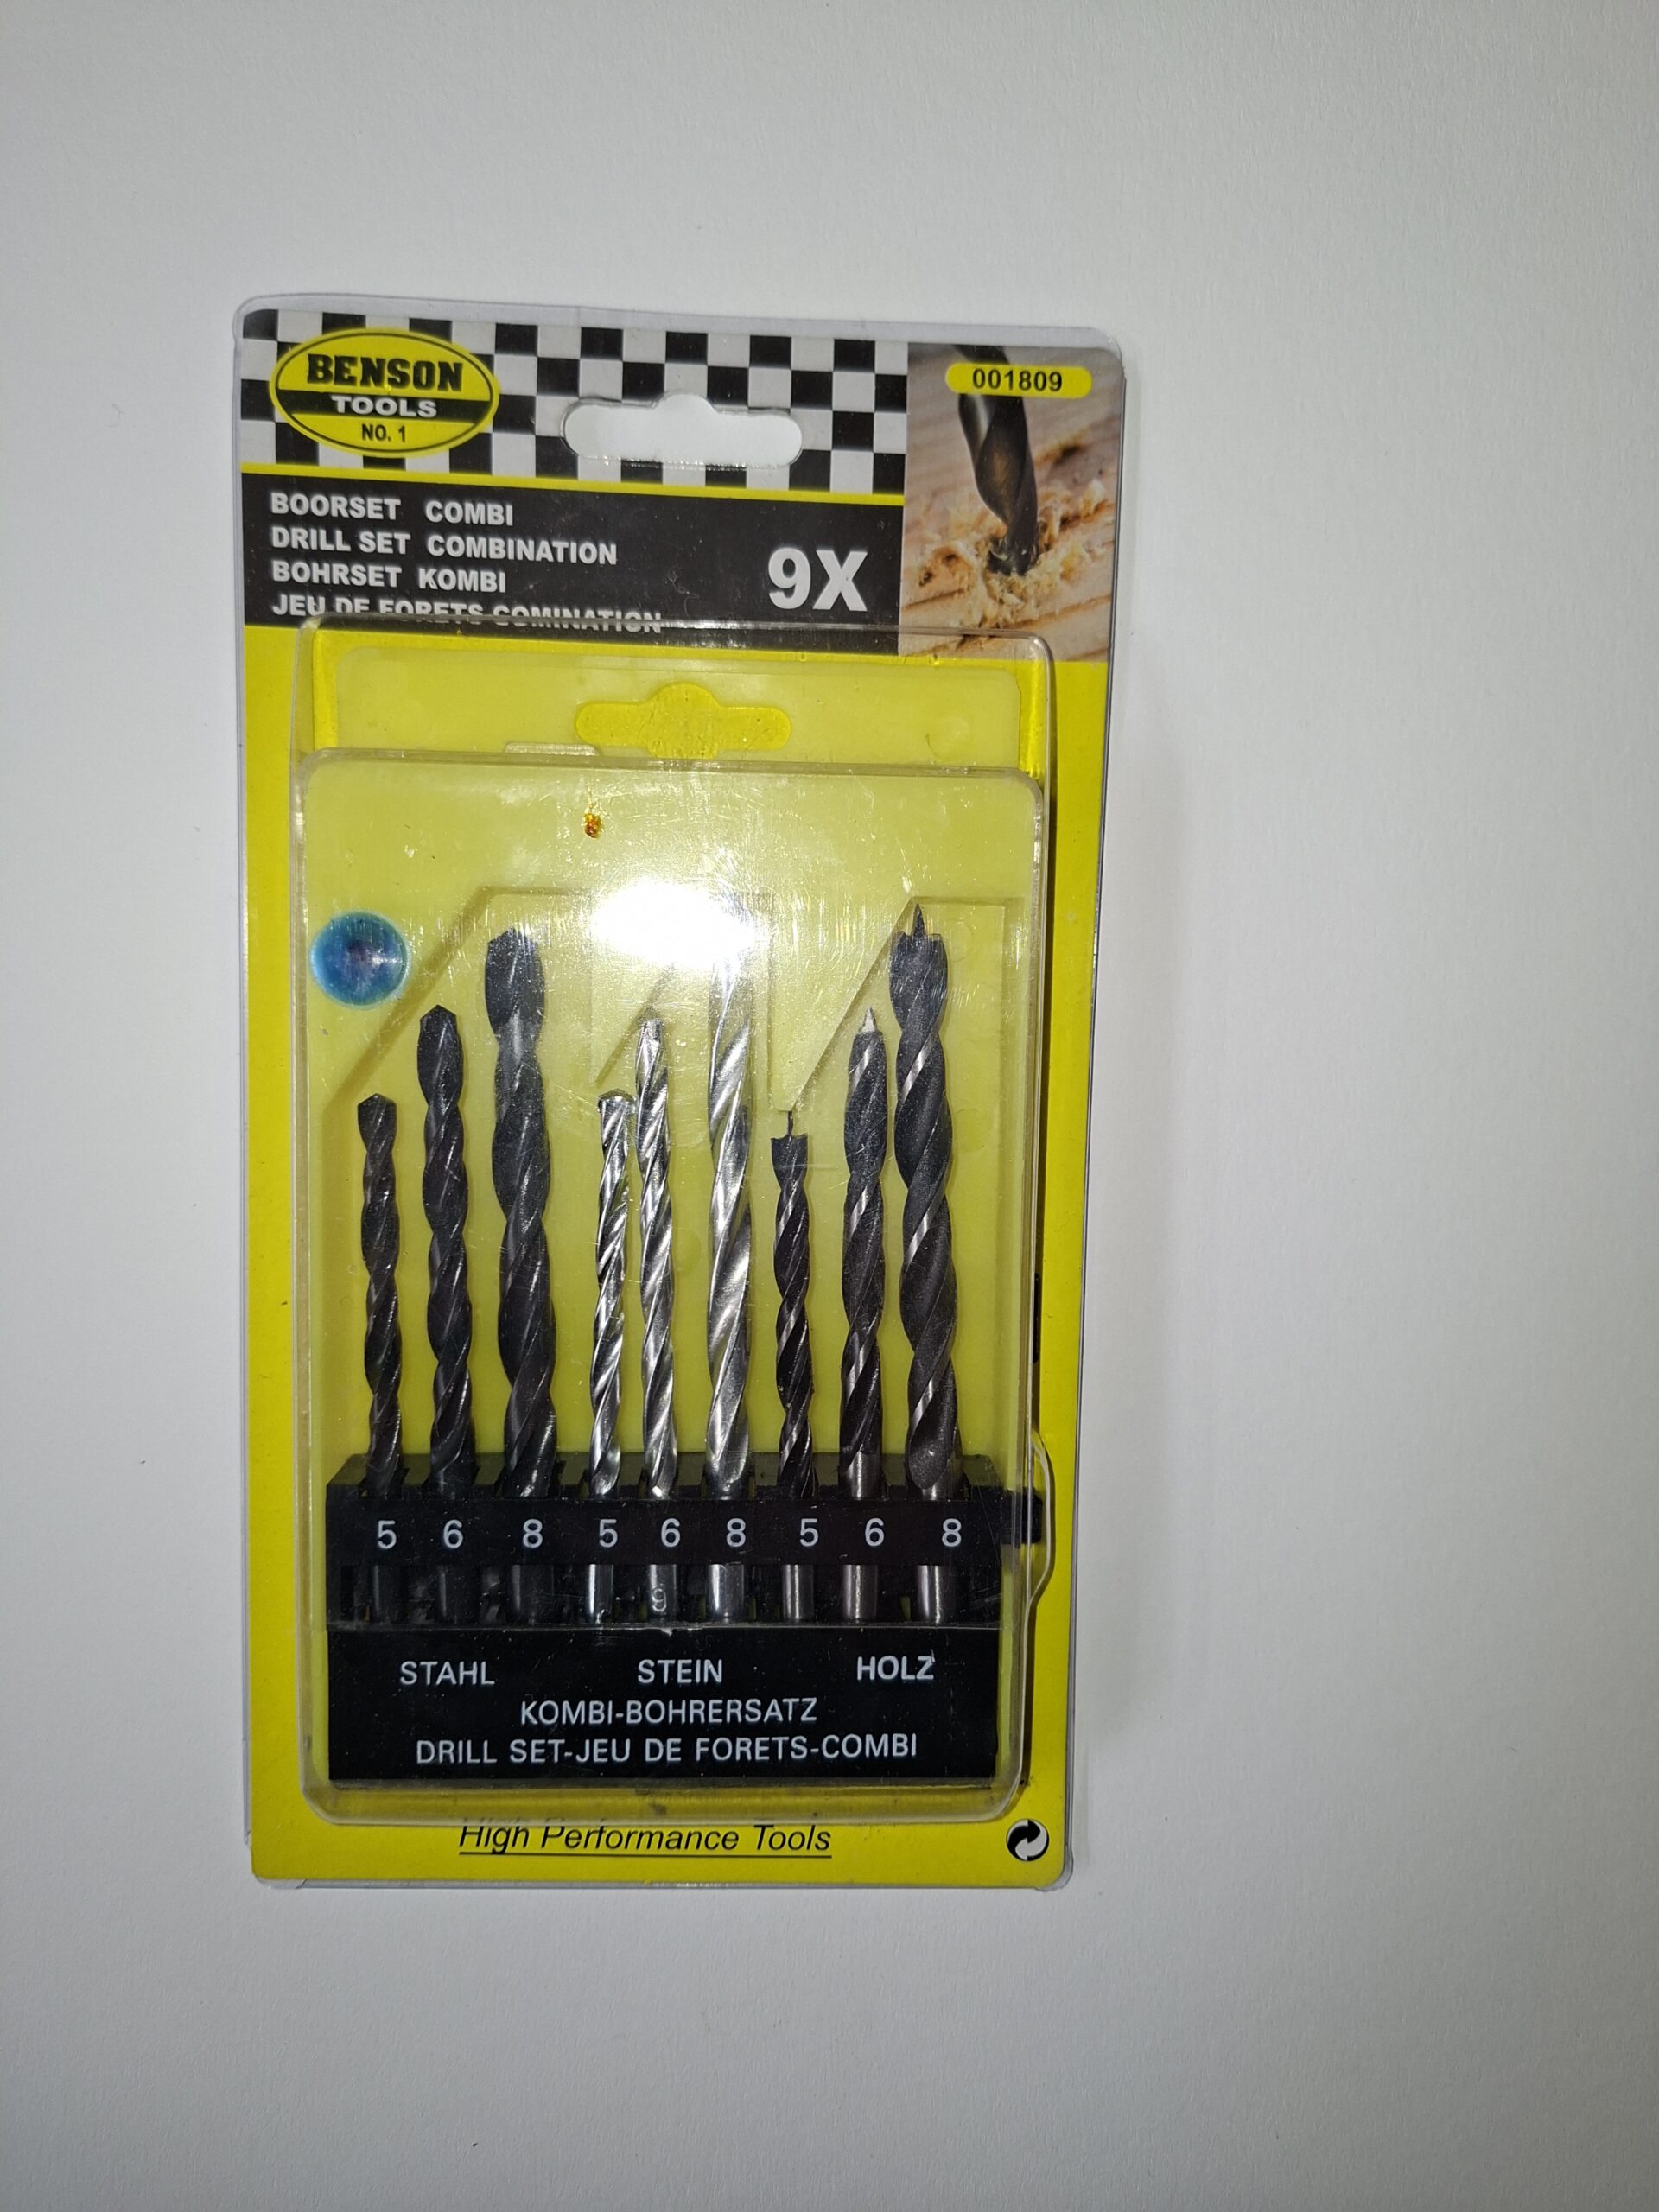 BENSON
TOOLS
NO. 1
001809
BOORSET COMBI
DRILL SET COMBINATION
BOHRSET KOMBI
JEU DE FORETS COMINATION
9X
5 6 8 5 6 8 5 6 8
9
STAHL STEIN HOLZ
KOMBI-BOHRERSATZ
DRILL SET-JEU DE FORETS-COMBI
High Performance Tools